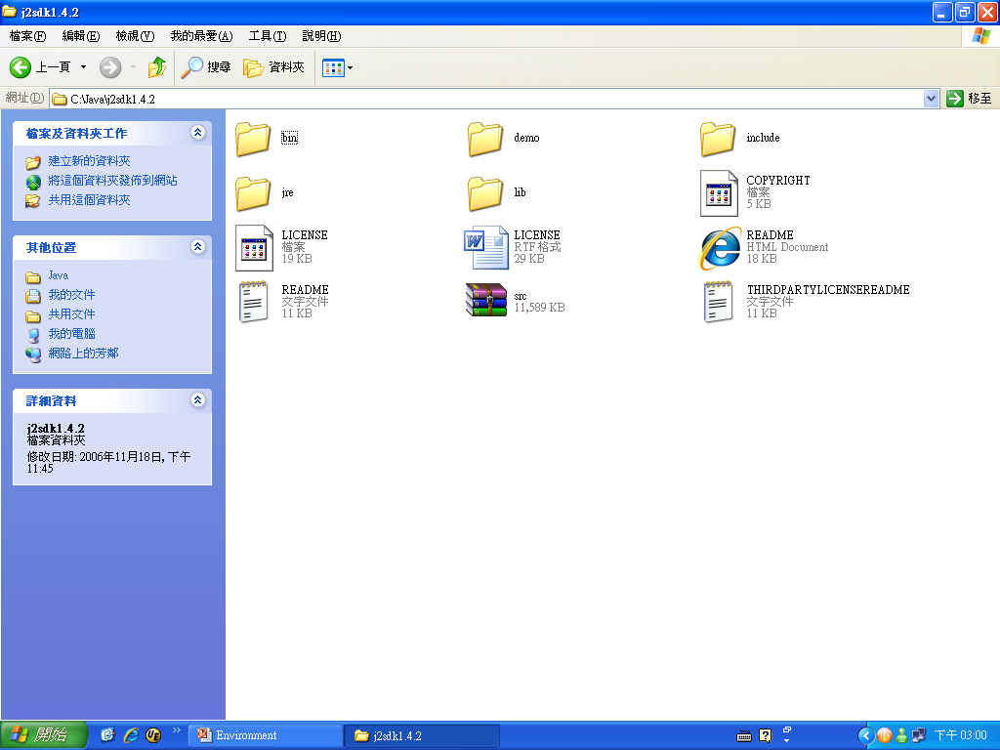 j2sdk1.4.2
檔案(F) 編輯(E) 檢視(V) 我的最愛(A) 工具(T) 說明(H)
上一頁 搜尋 資料夾
網址(D) C:\Java\j2sdk1.4.2 移至
檔案及資料夾工作
建立新的資料夾
將這個資料夾發佈到網站
共用這個資料夾
其他位置
Java
我的文件
共用文件
我的電腦
網路上的芳鄰
詳細資料
j2sdk1.4.2
檔案資料夾
修改日期: 2006年11月18日, 下午
11:45
bin
demo
include
jre
lib
COPYRIGHT
檔案
5 KB
LICENSE
檔案
19 KB
LICENSE
RTF 格式
29 KB
README
HTML Document
18 KB
README
文字文件
11 KB
src
11,589 KB
THIRDPARTYLICENSEREADME
文字文件
11 KB
開始 Environment j2sdk1.4.2 下午 03:00